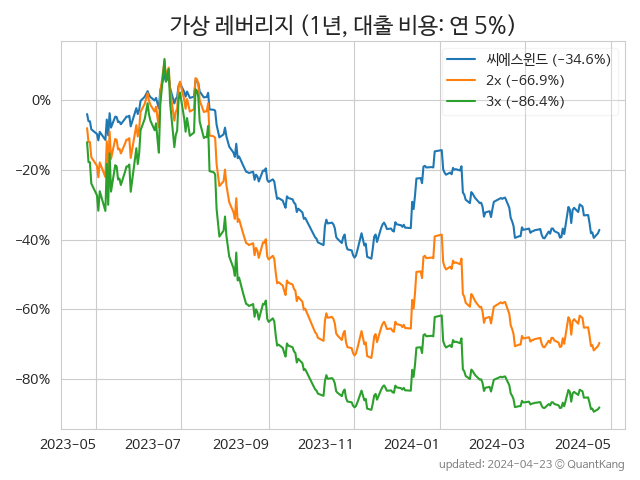 가상 레버리지 (1년, 대출 비용: 연 5%)
씨에스윈드 (−34.6%)
2x (−66.9%)
3x (−86.4%)
0%
−20%
−40%
−60%
−80%
2023-05 2023-07 2023-09 2023-11 2024-01 2024-03 2024-05
updated: 2024-04-23 © QuantKang